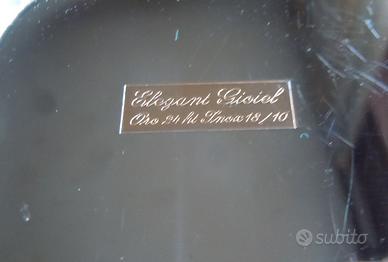 Elegant Gioiel
Oro 24 kt Inox 18/10
subito